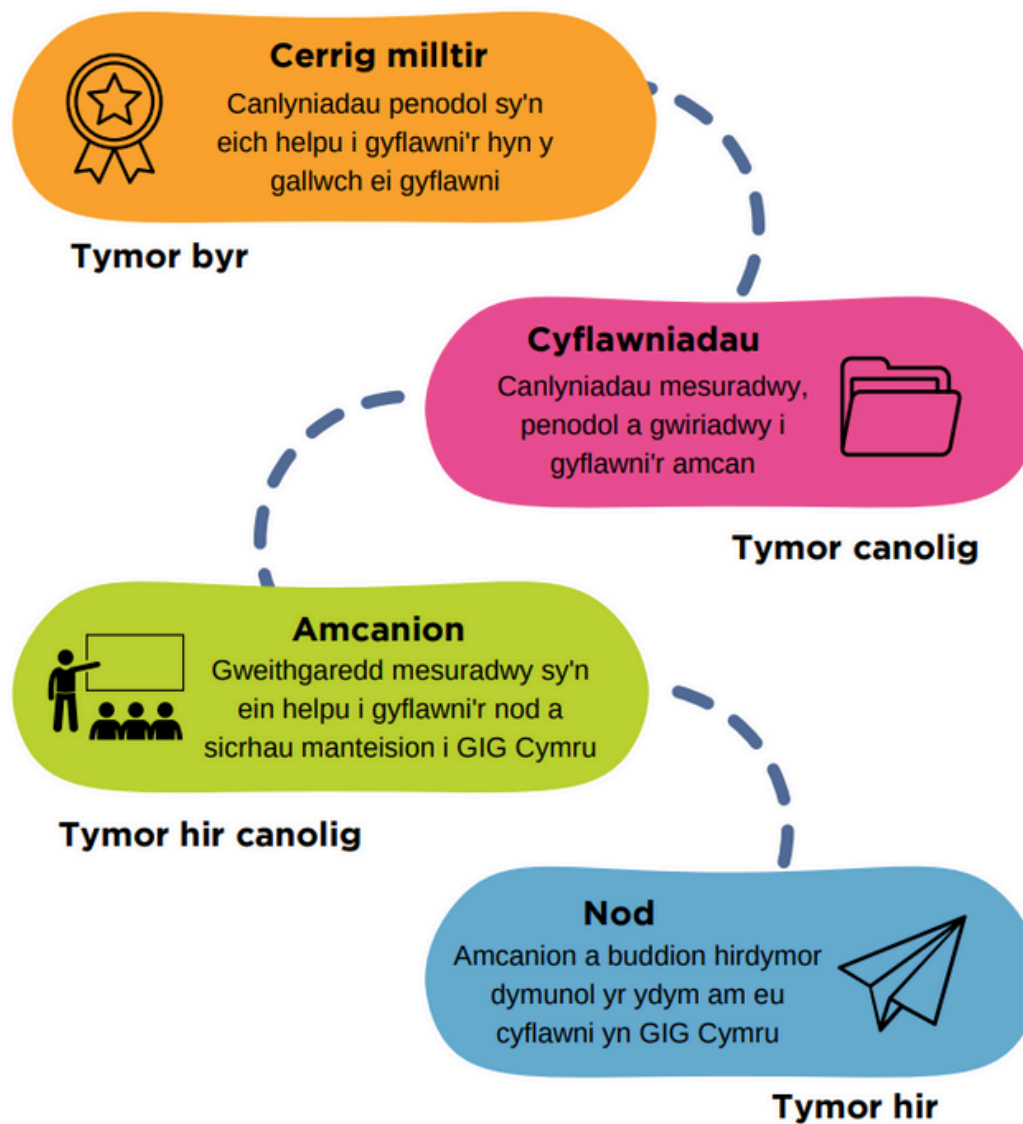 Cerrig milltir
Canlyniadau penodol sy'n
eich helpu i gyflawni'r hyn y
gallwch ei gyflawni
Tymor byr
Cyflawniadau
Canlyniadau mesuradwy,
penodol a gwiriadwy i
gyflawni'r amcan
Tymor canolig
Amcanion
Gweithgaredd mesuradwy sy'n
ein helpu i gyflawni'r nod a
sicrhau manteision i GIG Cymru
Tymor hir canolig
Nod
Amcanion a buddion hirdymor
dymunol yr ydym am eu
cyflawni yn GIG Cymru
Tymor hir